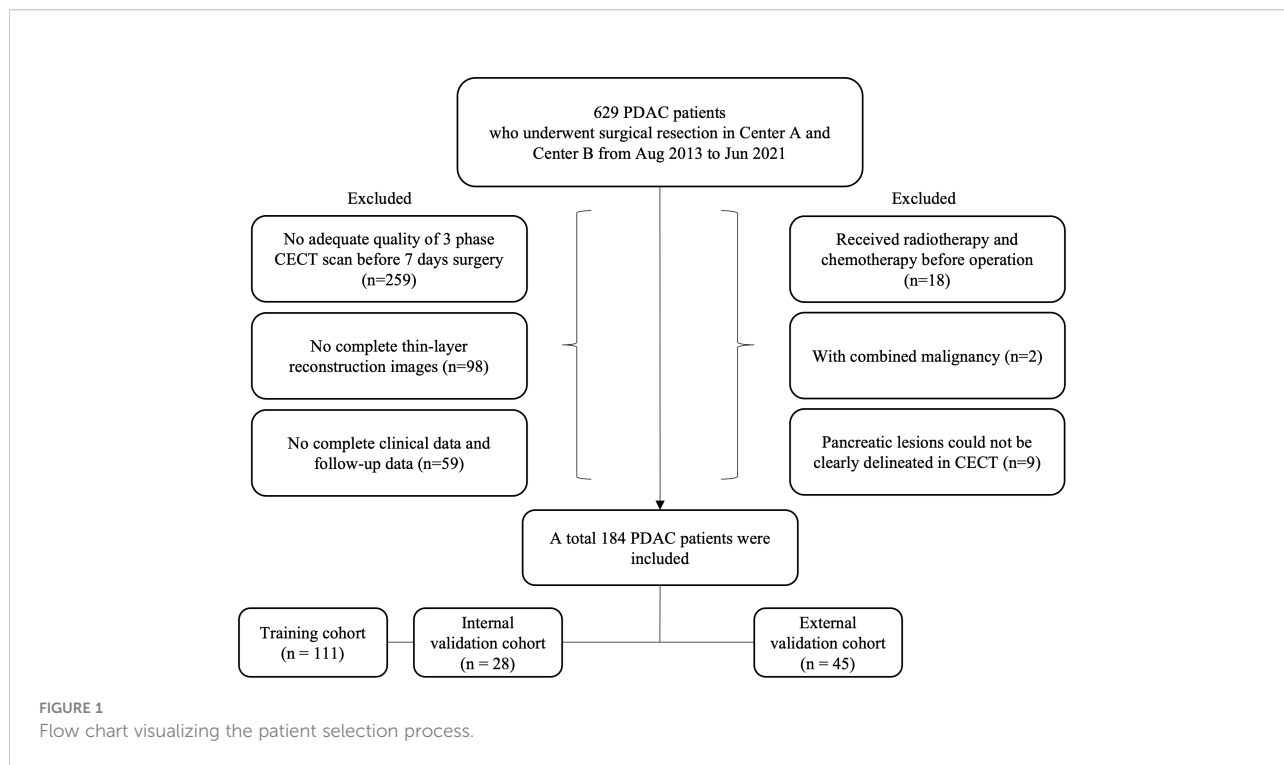 629 PDAC patients
who underwent surgical resection in Center A and
Center B from Aug 2013 to Jun 2021
Excluded
No adequate quality of 3 phase
CECT scan before 7 days surgery
(n=259)
No complete thin-layer
reconstruction images (n=98)
No complete clinical data and
follow-up data (n=59)
Excluded
Received radiotherapy and
chemotherapy before operation
(n=18)
With combined malignancy (n=2)
Pancreatic lesions could not be
clearly delineated in CECT (n=9)
A total 184 PDAC patients were
included
Training cohort
(n = 111)
Internal
validation cohort
(n = 28)
External
validation cohort
(n = 45)
FIGURE 1
Flow chart visualizing the patient selection process.